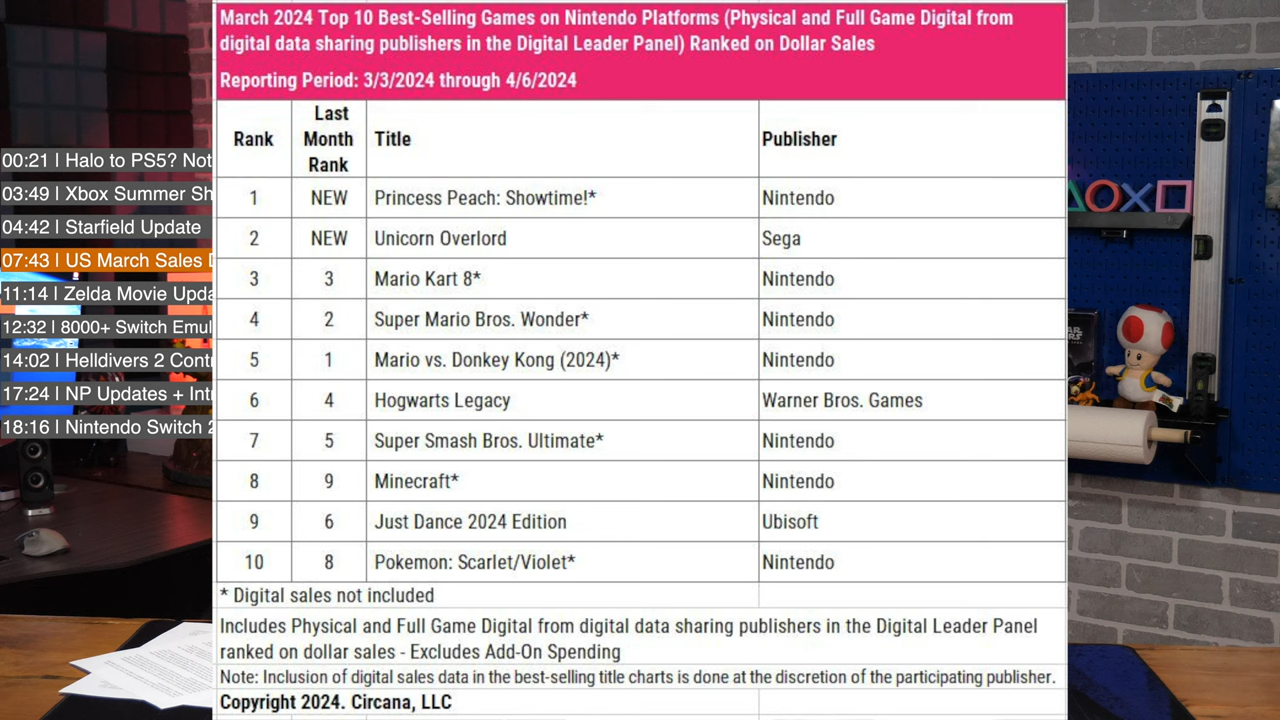 March 2024 Top 10 Best-Selling Games on Nintendo Platforms (Physical and Full Game Digital from
digital data sharing publishers in the Digital Leader Panel) Ranked on Dollar Sales
Reporting Period: 3/3/2024 through 4/6/2024
Rank Last Month Rank Title Publisher
1 NEW Princess Peach: Showtime!* Nintendo
2 NEW Unicorn Overlord Sega
3 3 Mario Kart 8* Nintendo
4 2 Super Mario Bros. Wonder* Nintendo
5 1 Mario vs. Donkey Kong (2024)* Nintendo
6 4 Hogwarts Legacy Warner Bros. Games
7 5 Super Smash Bros. Ultimate* Nintendo
8 9 Minecraft* Nintendo
9 6 Just Dance 2024 Edition Ubisoft
10 8 Pokemon: Scarlet/Violet* Nintendo
* Digital sales not included
Includes Physical and Full Game Digital from digital data sharing publishers in the Digital Leader Panel
ranked on dollar sales - Excludes Add-On Spending
Note: Inclusion of digital sales data in the best-selling title charts is done at the discretion of the participating publisher.
Copyright 2024. Circana, LLC
00:21 | Halo to PS5? Not
03:49 | Xbox Summer Sh
04:42 | Starfield Update
07:43 | US March Sales
11:14 | Zelda Movie Upda
12:32 | 8000+ Switch Emul
14:02 | Helldivers 2 Cont
17:24 | NP Updates + Int
18:16 | Nintendo Switch 2
STAR WARS